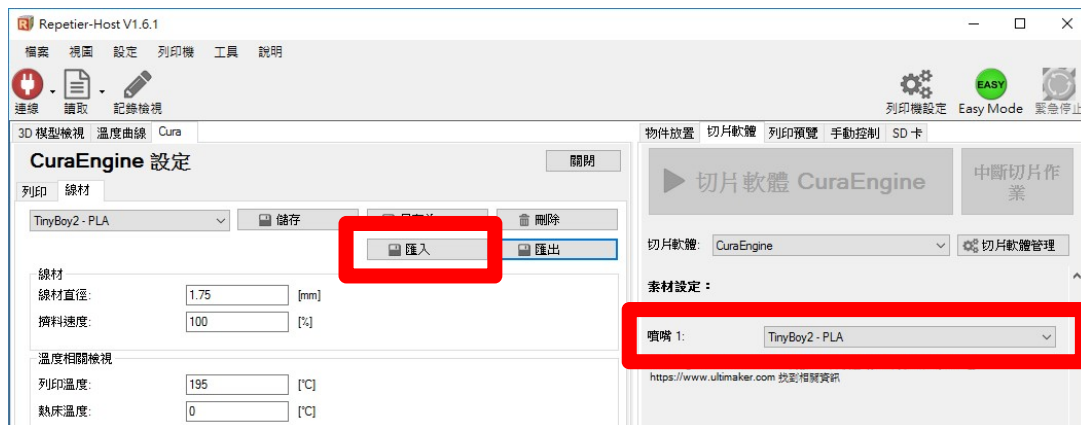 Repetier-Host V1.6.1
檔案 視圖 設定 列印機 工具 說明
連線 讀取 記錄檢視 列印機設定 Easy Mode 緊急停止
EASY
3D 模型檢視 溫度曲線 Cura
CuraEngine 設定 關閉
列印 線材
TinyBoy2 - PLA 儲存 刪除
匯入 匯出
線材
線材直徑: 1.75 [mm]
擠料速度: 100 [%]
溫度相關檢視
列印溫度: 195 [°C]
熱床溫度: 0 [°C]
物件放置 切片軟體 列印預覽 手動控制 SD 卡
切片軟體 CuraEngine
中斷切片作
業
切片軟體: CuraEngine 切片軟體管理
素材設定：
噴嘴 1: TinyBoy2 - PLA
https://www.ultimaker.com 找到相關資訊